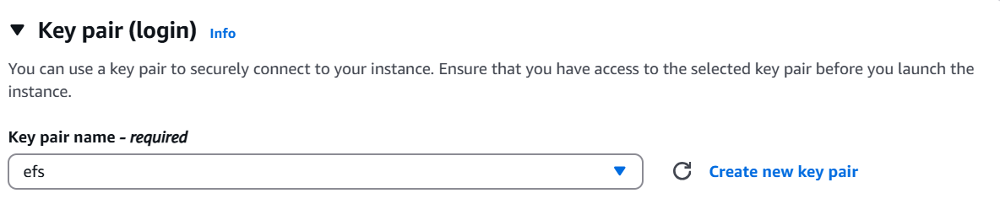 Key pair (login) Info
You can use a key pair to securely connect to your instance. Ensure that you have access to the selected key pair before you launch the
instance.
Key pair name - required
efs Create new key pair